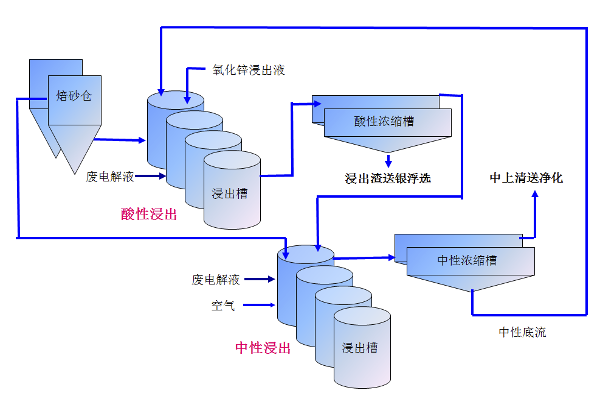 氧化锌浸出液
焙砂仓
酸性浓缩槽
废电解液
浸出渣送银浮选
中上清送净化
浸出槽
酸性浸出
中性浓缩槽
废电解液
空气
中性底流
中性浸出
浸出槽